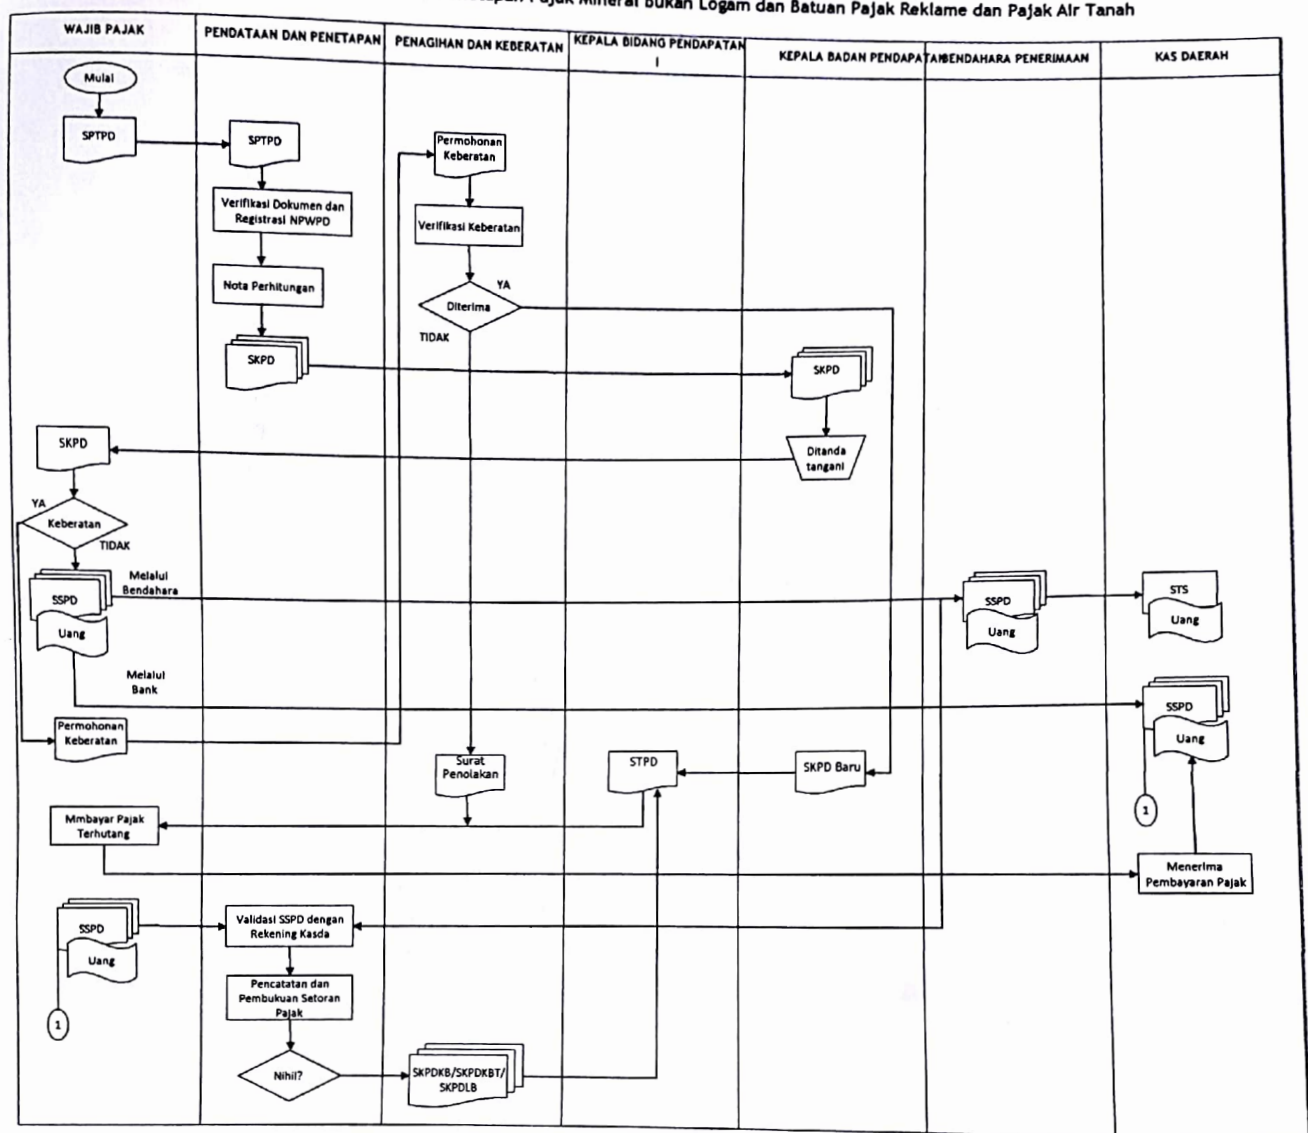 Pajak Mineral Bukan Logam dan Batuan Pajak Reklame dan Pajak Air Tanah
WAJIB PAJAK
PENDATAAN DAN PENETAPAN
PENAGIHAN DAN KEBERATAN
KEPALA BIDANG PENDAPATAN
I
KEPALA BADAN PENDAPATAN
BENDAHARA PENERIMAAN
KAS DAERAH
Mulai
SPTPD
SPTPD
Permohonan
Keberatan
Verifikasi Dokumen dan
Registrasi NPWPD
Verifikasi Keberatan
Nota Perhitungan
Diterima
YA
TIDAK
SKPD
SKPD
Ditanda
tangani
SKPD
YA
Keberatan
TIDAK
Melalui
Bendahara
SSPD
Uang
SSPD
Uang
STS
Uang
Melalui
Bank
SSPD
Uang
Permohonan
Keberatan
Surat
Penolakan
STPD
SKPD Baru
1
Mmbayar Pajak
Terhutang
Menerima
Pembayaran Pajak
SSPD
Uang
Validasi SSPD dengan
Rekening Kasda
Pencatatan dan
Pembukuan Setoran
Pajak
1
Nihil?
SKPDKB/SKPDKBT/
SKPDLB